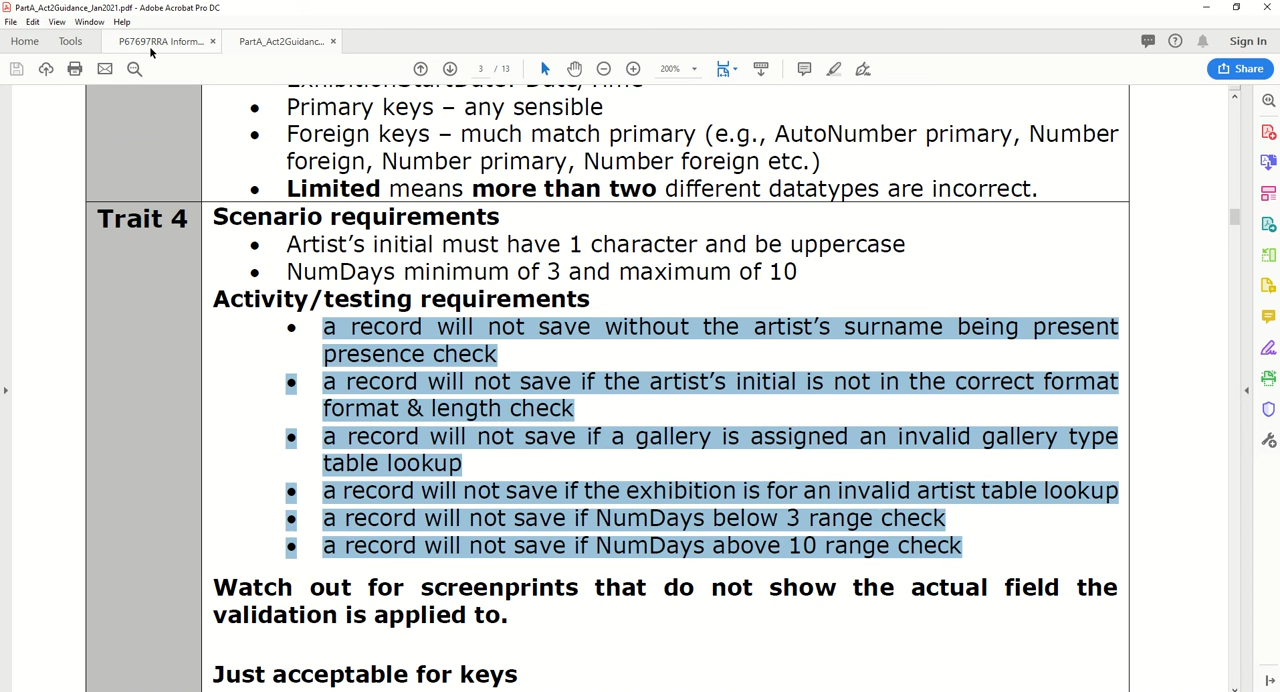 PartA_Act2Guidance_Jan2021.pdf - Adobe Acrobat Pro DC
File Edit View Window Help
Home Tools P67697RRA Inform... × PartA_Act2Guidanc... × Sign In
3 / 13 200% Share
ExhibitionStartDate: Date/Time
• Primary keys – any sensible
• Foreign keys – much match primary (e.g., AutoNumber primary, Number
foreign, Number primary, Number foreign etc.)
• Limited means more than two different datatypes are incorrect.
Trait 4 Scenario requirements
• Artist's initial must have 1 character and be uppercase
• NumDays minimum of 3 and maximum of 10
Activity/testing requirements
• a record will not save without the artist's surname being present
presence check
• a record will not save if the artist's initial is not in the correct format
format & length check
• a record will not save if a gallery is assigned an invalid gallery type
table lookup
• a record will not save if the exhibition is for an invalid artist table lookup
• a record will not save if NumDays below 3 range check
• a record will not save if NumDays above 10 range check
Watch out for screenprints that do not show the actual field the
validation is applied to.
Just acceptable for keys